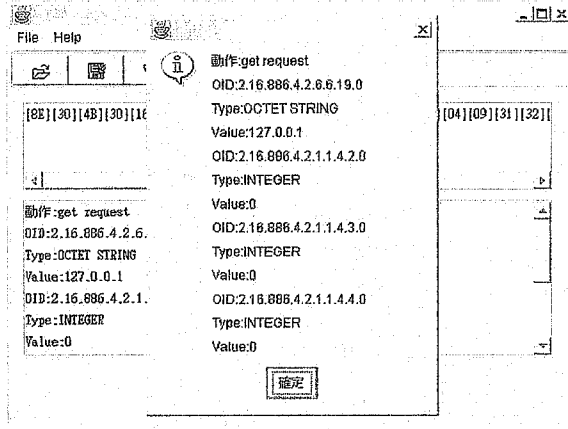 File Help
動作:get request
OID:2.16.886.4.2.6.6.19.0
Type:OCTET STRING
Value:127.0.0.1
OID:2.16.886.4.2.1.1.4.2.0
Type:INTEGER
Value:0
OID:2.16.886.4.2.1.1.4.3.0
Type:INTEGER
Value:0
OID:2.16.886.4.2.1.1.4.4.0
Type:INTEGER
Value:0
確定
[8E][30][4B][30][16
[04][09][31][32][
動作:get request
OID:2.16.886.4.2.6.
Type:OCTET STRING
Value:127.0.0.1
OID:2.16.886.4.2.1.
Type:INTEGER
Value:0